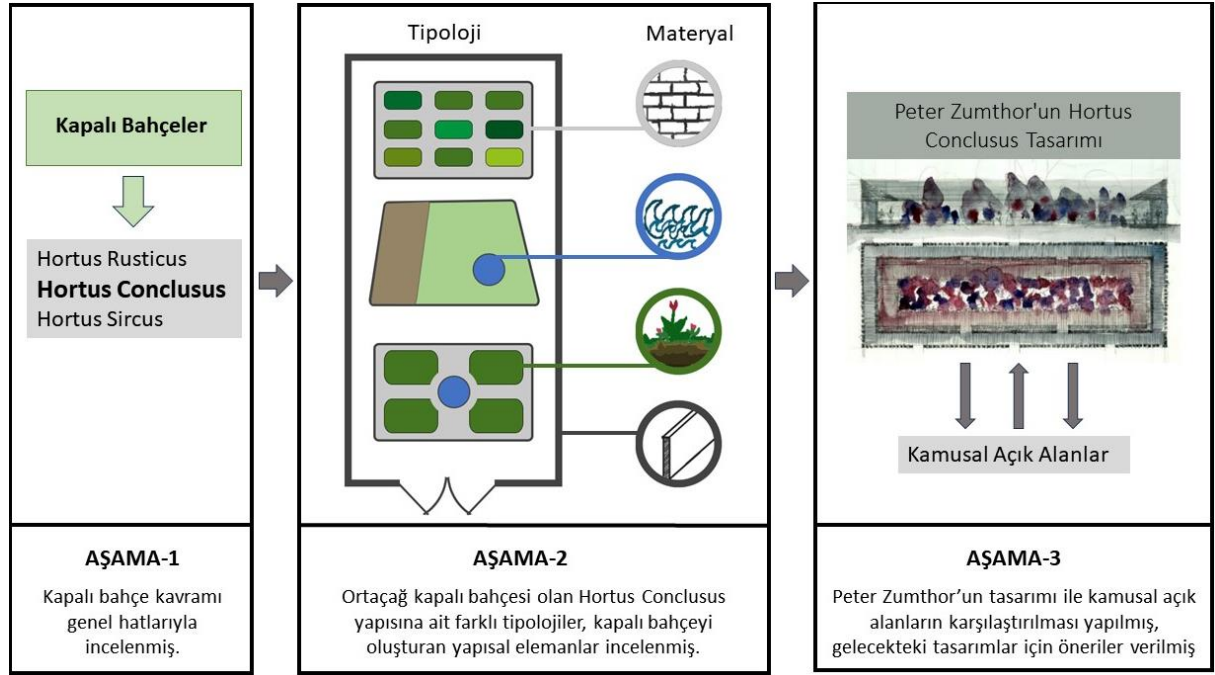 Kapalı Bahçeler
Hortus Rusticus
Hortus Conclusus
Hortus Sircus
AŞAMA-1
Kapalı bahçe kavramı
genel hatlarıyla
incelenmiş.
Tipoloji
Materyal
AŞAMA-2
Ortaçağ kapalı bahçesi olan Hortus Conclusus
yapısına ait farklı tipolojiler, kapalı bahçeyi
oluşturan yapısal elemanlar incelenmiş.
Peter Zumthor'un Hortus
Conclusus Tasarımı
Kamusal Açık Alanlar
AŞAMA-3
Peter Zumthor’un tasarımı ile kamusal açık
alanların karşılaştırılması yapılmış,
gelecekteki tasarımlar için öneriler verilmiş